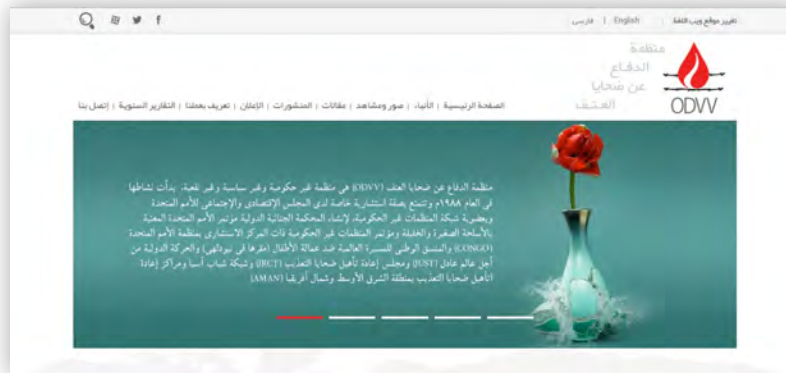 تغيير موقع ويب اللغة
English | فارسی
f
منظمة
الدفاع
عن ضحايا
العنف
ODVV
الصفحة الرئيسية | الأنباء | صور ومشاهد | مقالات | المنشورات | الإعلان | تعريف بعملنا | التقارير السنوية | إتصل بنا
منظمة الدفاع عن ضحايا العنف (ODVV) هي منظمة غير حكومية وغير سياسية وغير نفعية، بدأت نشاطها
في العام ١٩٨٨م وتتمتع بصفة استشارية خاصة لدى المجلس الإقتصادي والإجتماعي للأمم المتحدة
وبعضوية شبكة المنظمات غير الحكومية، لإنشاء المحكمة الجنائية الدولية مؤتمر الأمم المتحدة المعنية
بالأسلحة الصغيرة والخفيفة ومؤتمر المنظمات غير الحكومية ذات المركز الاستشاري بمنظمة الأمم المتحدة
(CONGO) والمنسق الوطني للمسيرة العالمية ضد عمالة الأطفال (مقرها في نيودلهي) والحركة الدولية من
أجل عالم عادل (JUST) ومجلس إعادة تأهيل ضحايا التعذيب (IRCT) وشبكة شباب آسيا ومراكز إعادة
اتأهيل ضحايا التعذيب بمنطقة الشرق الأوسط وشمال أفريقيا (AMAN)